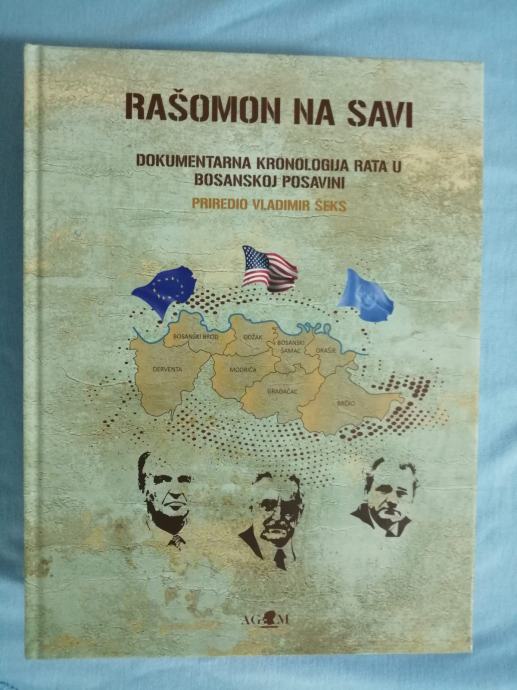 RAŠOMON NA SAVI
DOKUMENTARNA KRONOLOGIJA RATA U
BOSANSKOJ POSAVINI
PRIREDIO VLADIMIR ŠEKS
BOSANSKI BROD
ODŽAK
BOSANSKI
ŠAMAC
ORAŠJE
DERVENTA
MODRIČA
GRADAČAC
BRČKO
AGM